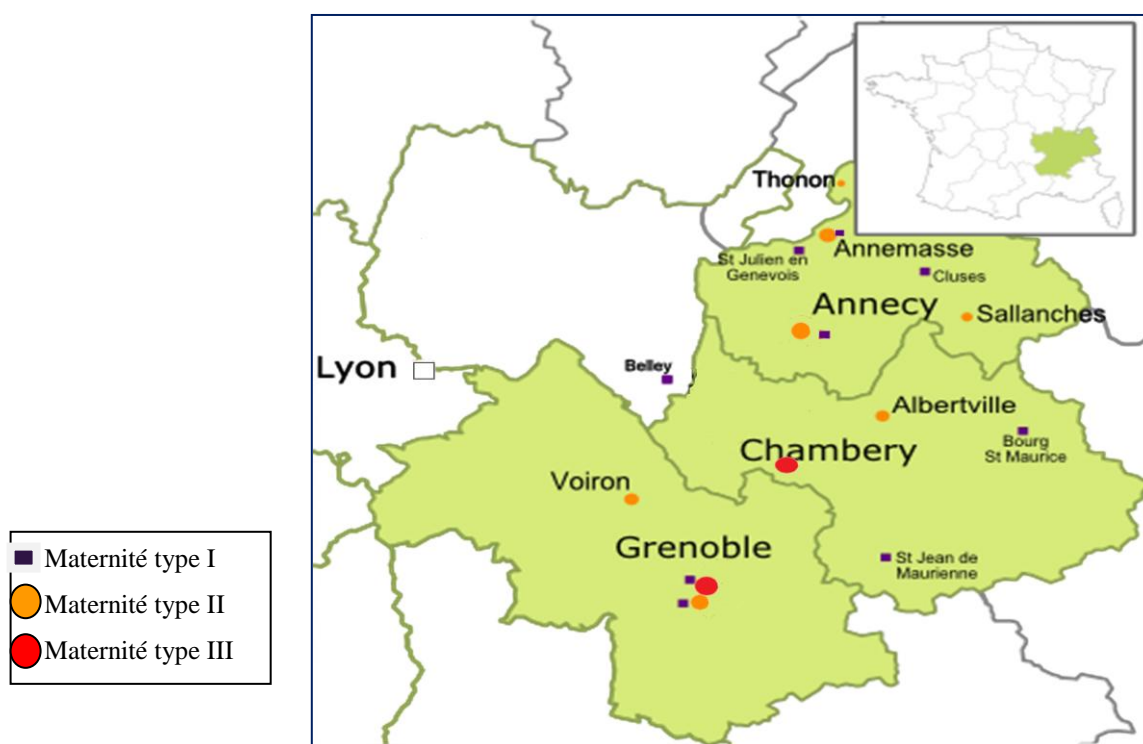 Thonon
Annemasse
St Julien en
Genevois
Cluses
Annecy
Sallanches
Lyon
Belley
Albertville
Chambery
Bourg
St Maurice
Voiron
Grenoble
St Jean de
Maurienne
Maternité type I
Maternité type II
Maternité type III